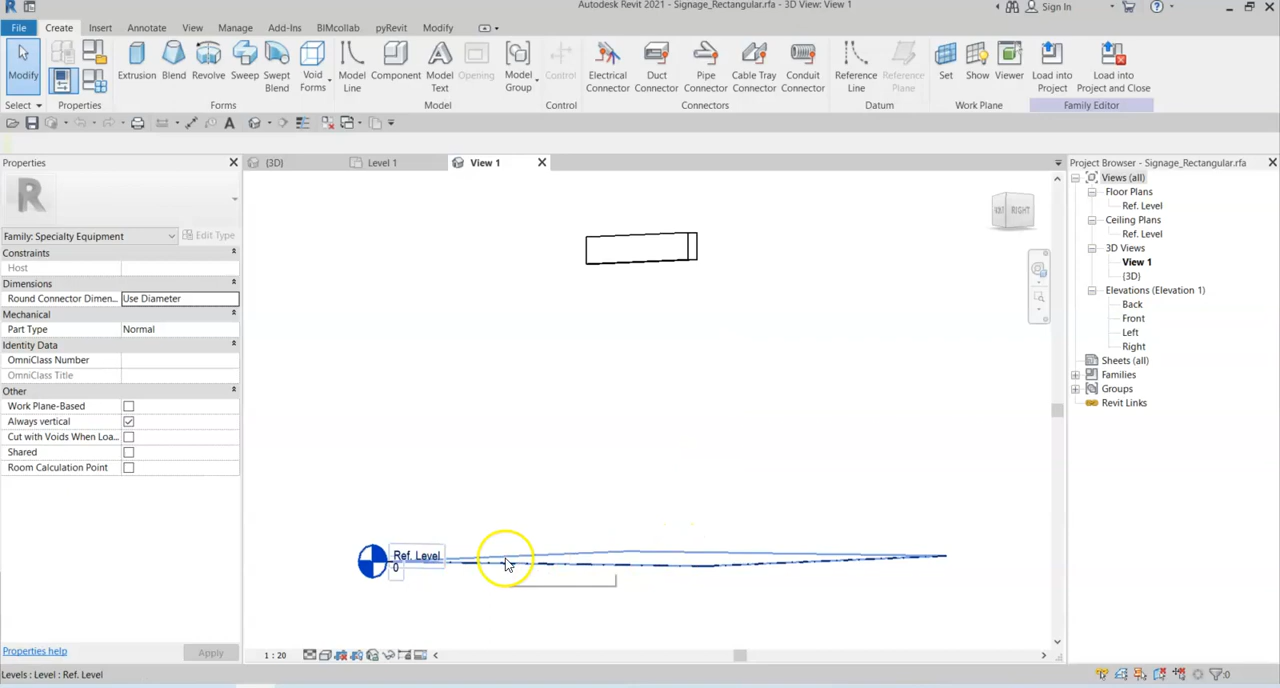 Autodesk Revit 2021 - Signage_Rectangular.rfa - 3D View: View 1
Sign In
File Create Insert Annotate View Manage Add-Ins BIMcollab pyRevit Modify
Modify
Extrusion Blend Revolve Sweep Swept Blend Void Forms
Model Line Component Model Text Opening Model Group
Control
Electrical Connector Duct Connector Pipe Connector Cable Tray Connector Conduit Connector
Reference Line Reference Plane
Set Show Viewer
Load into Project Load into Project and Close
Select Properties Forms Model Control Connectors Datum Work Plane Family Editor
Properties
{3D} Level 1 View 1
Project Browser - Signage_Rectangular.rfa
Family: Specialty Equipment
Edit Type
Constraints
Host
Dimensions
Round Connector Dimen... Use Diameter
Mechanical
Part Type Normal
Identity Data
OmniClass Number
OmniClass Title
Other
Work Plane-Based
Always vertical
Cut with Voids When Loa...
Shared
Room Calculation Point
Properties help
Apply
RIGHT
Ref. Level
0
Views (all)
Floor Plans
Ref. Level
Ceiling Plans
Ref. Level
3D Views
View 1
{3D}
Elevations (Elevation 1)
Back
Front
Left
Right
Sheets (all)
Families
Groups
Revit Links
1 : 20
Levels : Level : Ref. Level
:0